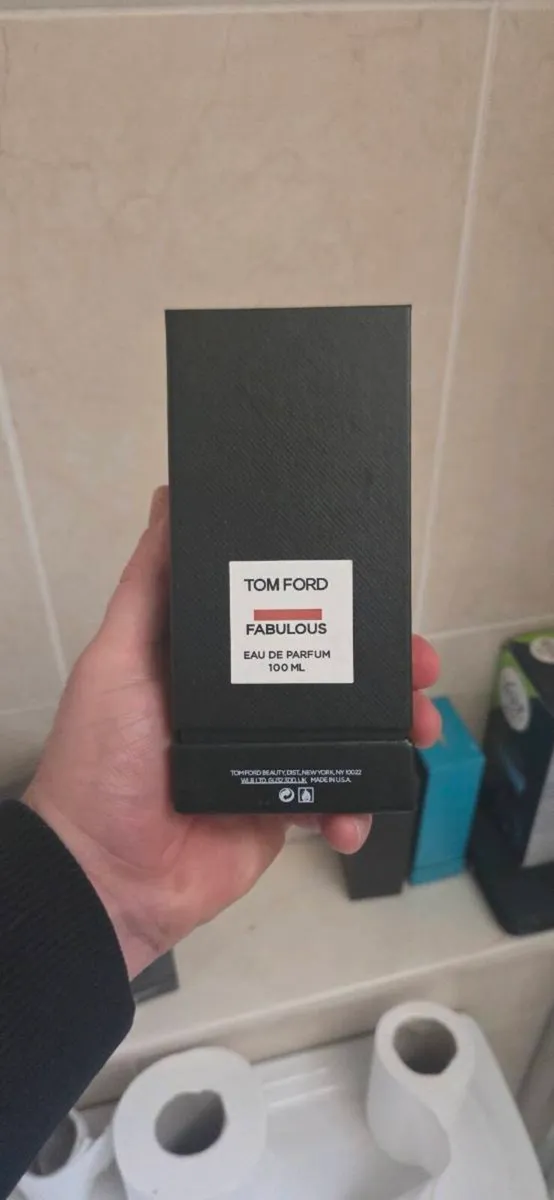 TOM FORD
FABULOUS
EAU DE PARFUM
100 ML
TOM FORD BEAUTY, DIST., NEW YORK, NY 10022
MADE IN U.S.A.